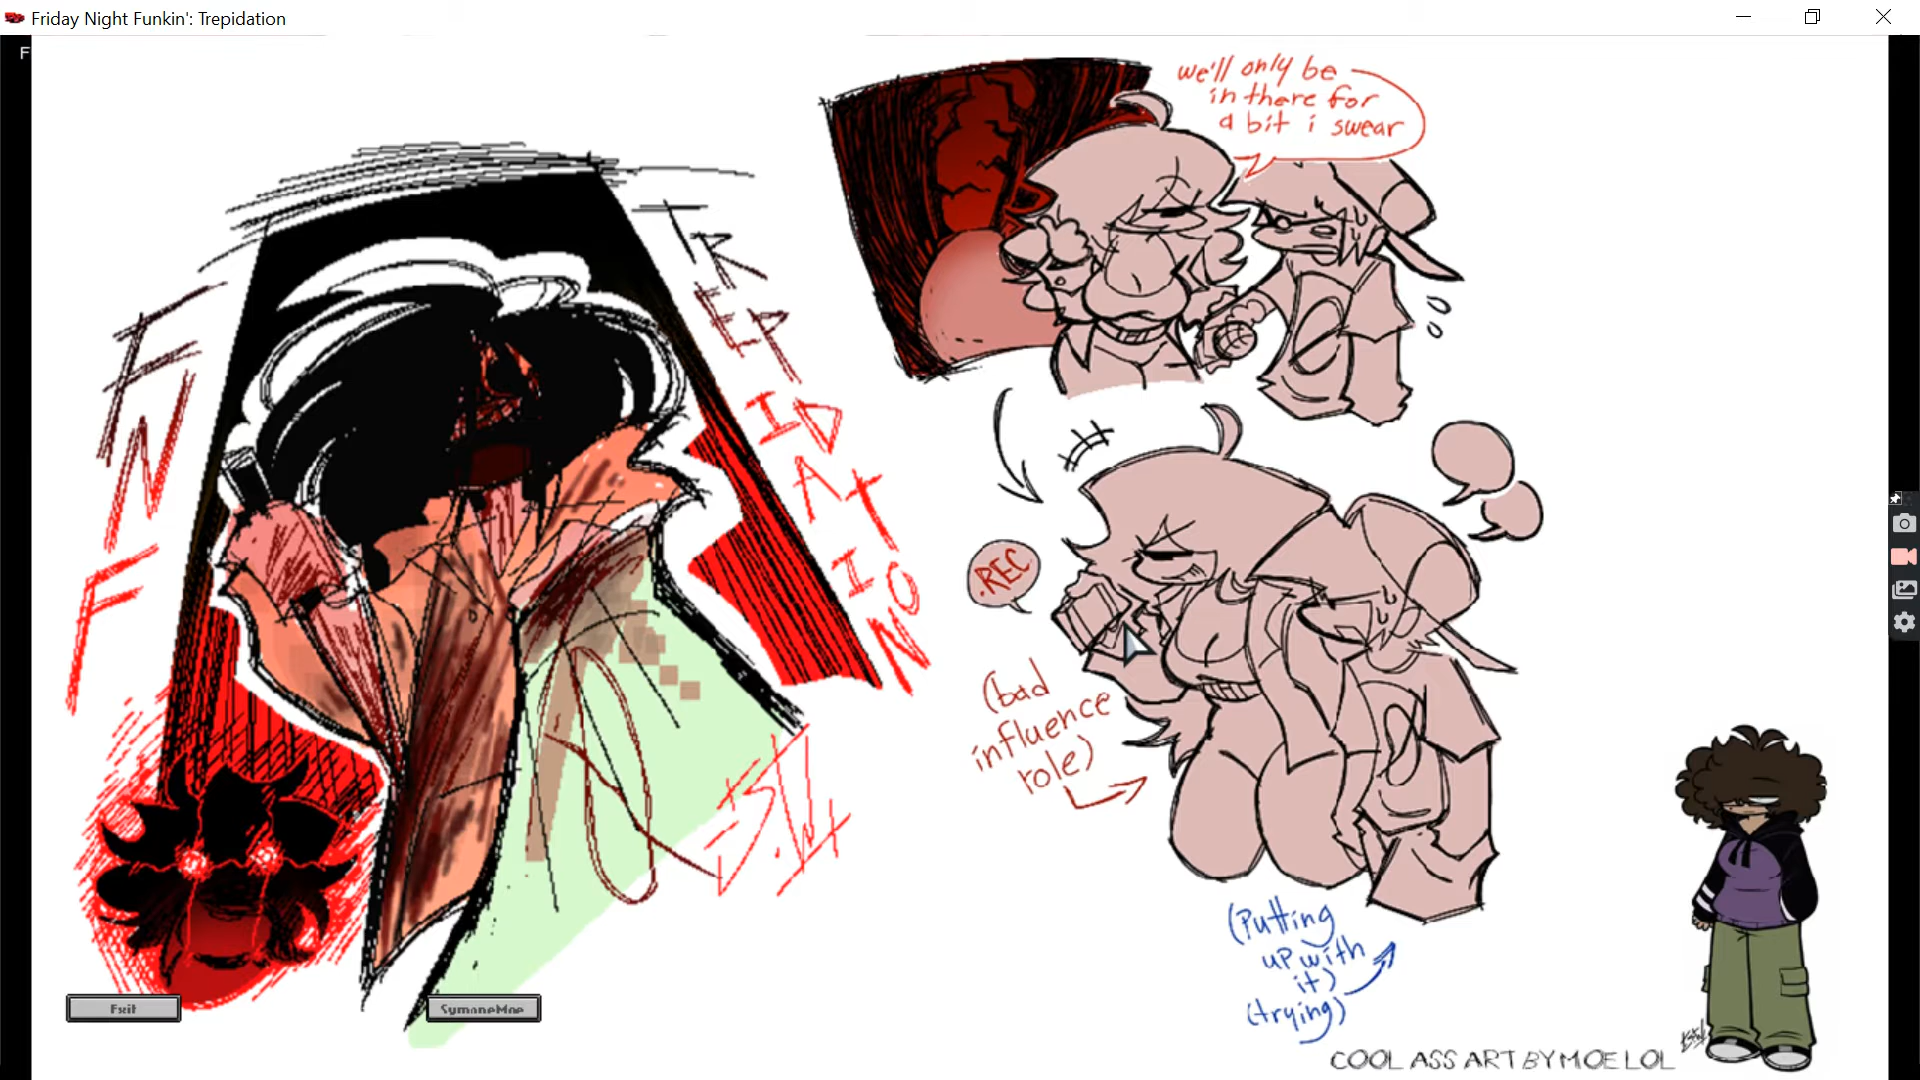 Friday Night Funkin': Trepidation
F
FNF
TREPIDATION
we'll only be
in there for
a bit i swear
.REC
(bad
influence
role)
(Putting
up with
it)
(trying)
Exit
SymoneMoe
COOL ASS ART BY MOE LOL